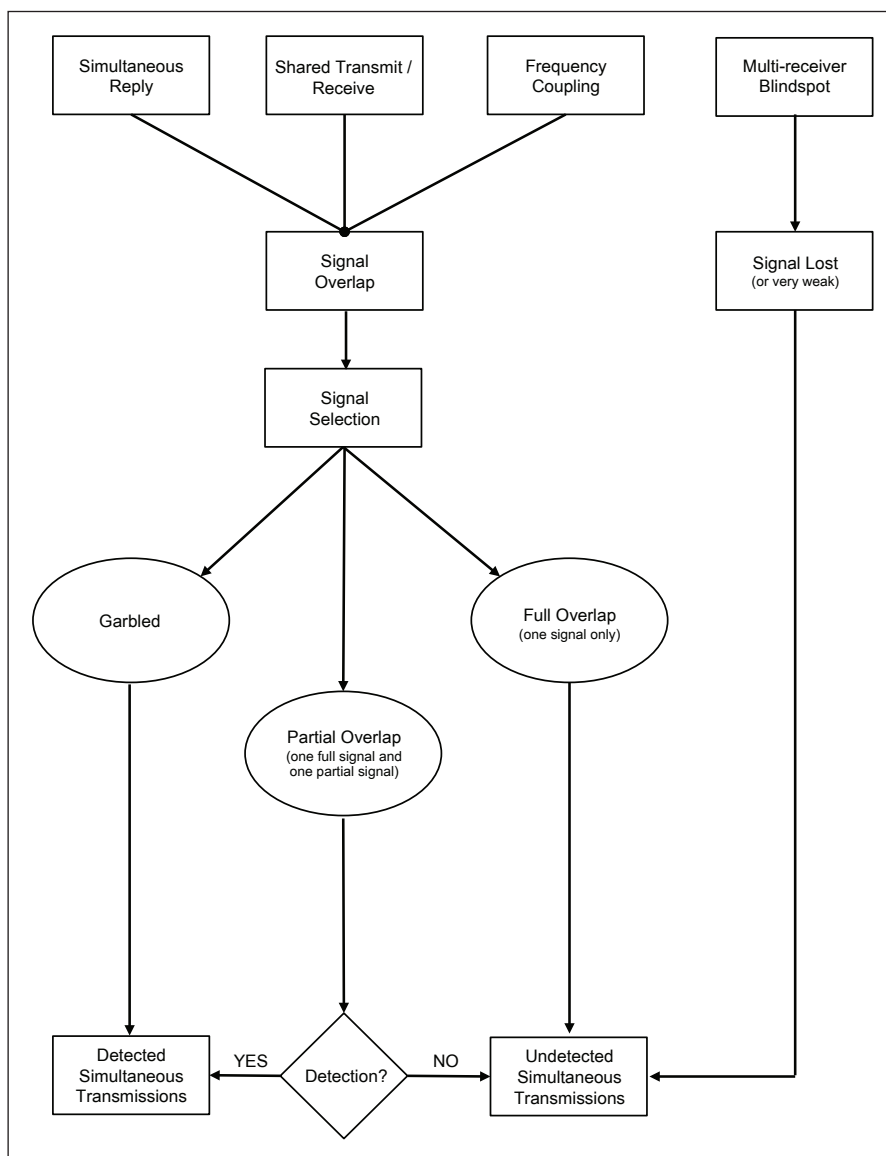 Simultaneous
Reply
Shared Transmit /
Receive
Frequency
Coupling
Multi-receiver
Blindspot
Signal
Overlap
Signal Lost
(or very weak)
Signal
Selection
Garbled
Full Overlap
(one signal only)
Partial Overlap
(one full signal and
one partial signal)
Detected
Simultaneous
Transmissions
YES
Detection?
NO
Undetected
Simultaneous
Transmissions